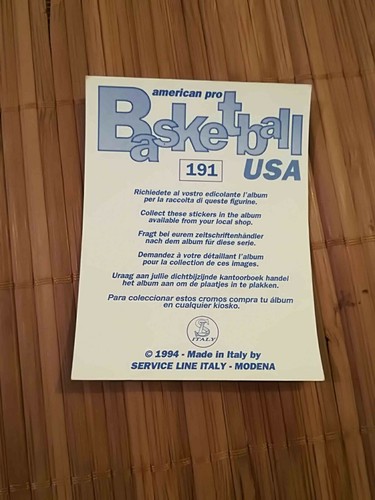 american pro
Basketball
191
USA
Richiedete al vostro edicolante l'album
per la raccolta di queste figurine.
Collect these stickers in the album
available from your local shop.
Fragt bei eurem zeitschriftenhändler
nach dem album für diese serie.
Demandez à votre détaillant l'album
pour la collection de ces images.
Uraag aan jullie dichtbijzijnde kantoorboek handel
het album aan om de plaatjes in te plakken.
Para coleccionar estos cromos compra tu álbum
en cualquier kiosko.
SL
ITALY
© 1994 - Made in Italy by
SERVICE LINE ITALY - MODENA